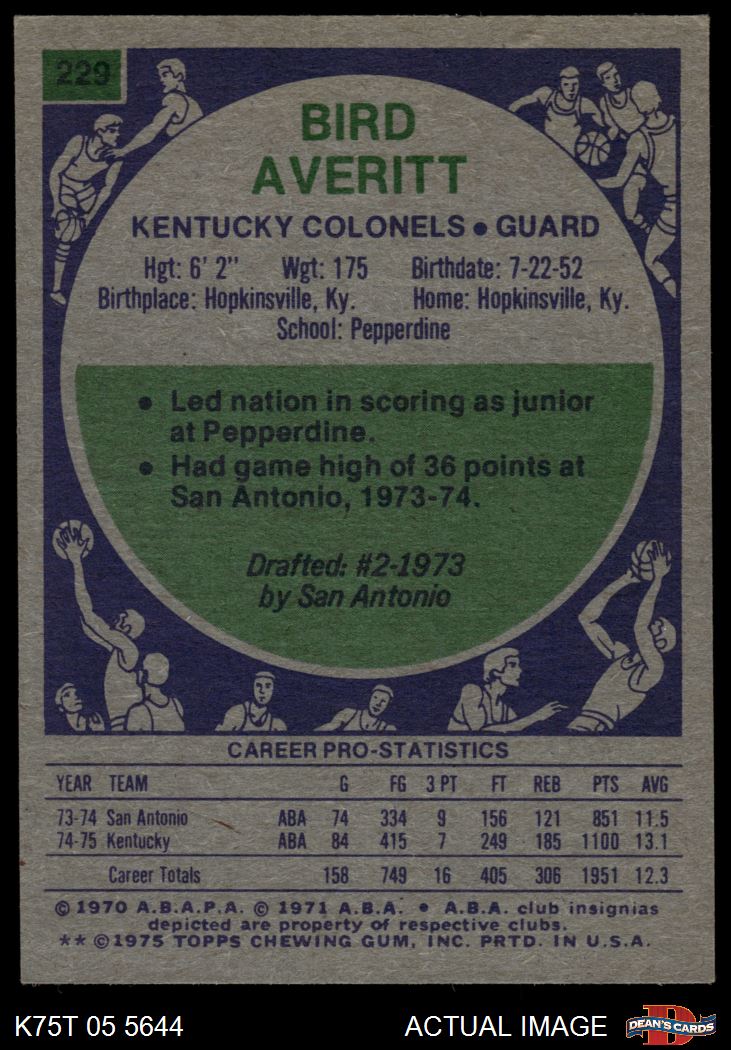 229
BIRD
AVERITT
KENTUCKY COLONELS • GUARD
Hgt: 6' 2" Wgt: 175 Birthdate: 7-22-52
Birthplace: Hopkinsville, Ky. Home: Hopkinsville, Ky.
School: Pepperdine
• Led nation in scoring as junior
at Pepperdine.
• Had game high of 36 points at
San Antonio, 1973-74.
Drafted: #2-1973
by San Antonio
CAREER PRO-STATISTICS
YEAR TEAM G FG 3 PT FT REB PTS AVG
73-74 San Antonio ABA 74 334 9 156 121 851 11.5
74-75 Kentucky ABA 84 415 7 249 185 1100 13.1
Career Totals 158 749 16 405 306 1951 12.3
© 1970 A.B.A.P.A. © 1971 A.B.A. • A.B.A. club insignias
depicted are property of respective clubs.
** ©1975 TOPPS CHEWING GUM, INC. PRTD. IN U.S.A.
K75T 05 5644 ACTUAL IMAGE D DEAN'S CARDS